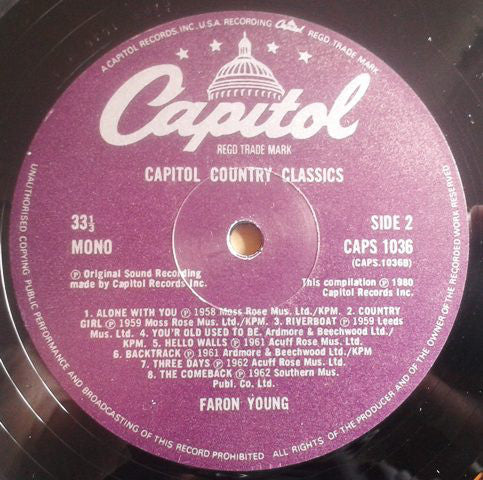 A CAPITOL RECORDS, INC., U.S.A. RECORDING Capitol REGD. TRADE MARK
Capitol
REGD TRADE MARK
CAPITOL COUNTRY CLASSICS
33⅓
MONO
SIDE 2
CAPS 1036
(CAPS.1036B)
Ⓟ Original Sound Recording
made by Capitol Records Inc.
This compilation Ⓟ 1980
Capitol Records Inc.
1. ALONE WITH YOU Ⓟ 1958 Moss Rose Mus. Ltd./KPM. 2. COUNTRY
GIRL Ⓟ 1959 Moss Rose Mus. Ltd./KPM. 3. RIVERBOAT Ⓟ 1959 Leeds
Mus. Ltd. 4. YOU'R OLD USED TO BE. Ardmore & Beechwood Ltd./
KPM. 5. HELLO WALLS Ⓟ 1961 Acuff Rose Mus. Ltd.
6. BACKTRACK Ⓟ 1961 Ardmore & Beechwood Ltd./KPM
7. THREE DAYS Ⓟ 1962 Acuff Rose Mus. Ltd.
8. THE COMEBACK Ⓟ 1962 Southern Mus.
Publ. Co. Ltd.
FARON YOUNG
UNAUTHORISED COPYING PUBLIC PERFORMANCE AND BROADCASTING OF THIS RECORD PROHIBITED. ALL RIGHTS OF THE PRODUCER AND OF THE OWNER OF THE RECORDED WORK RESERVED